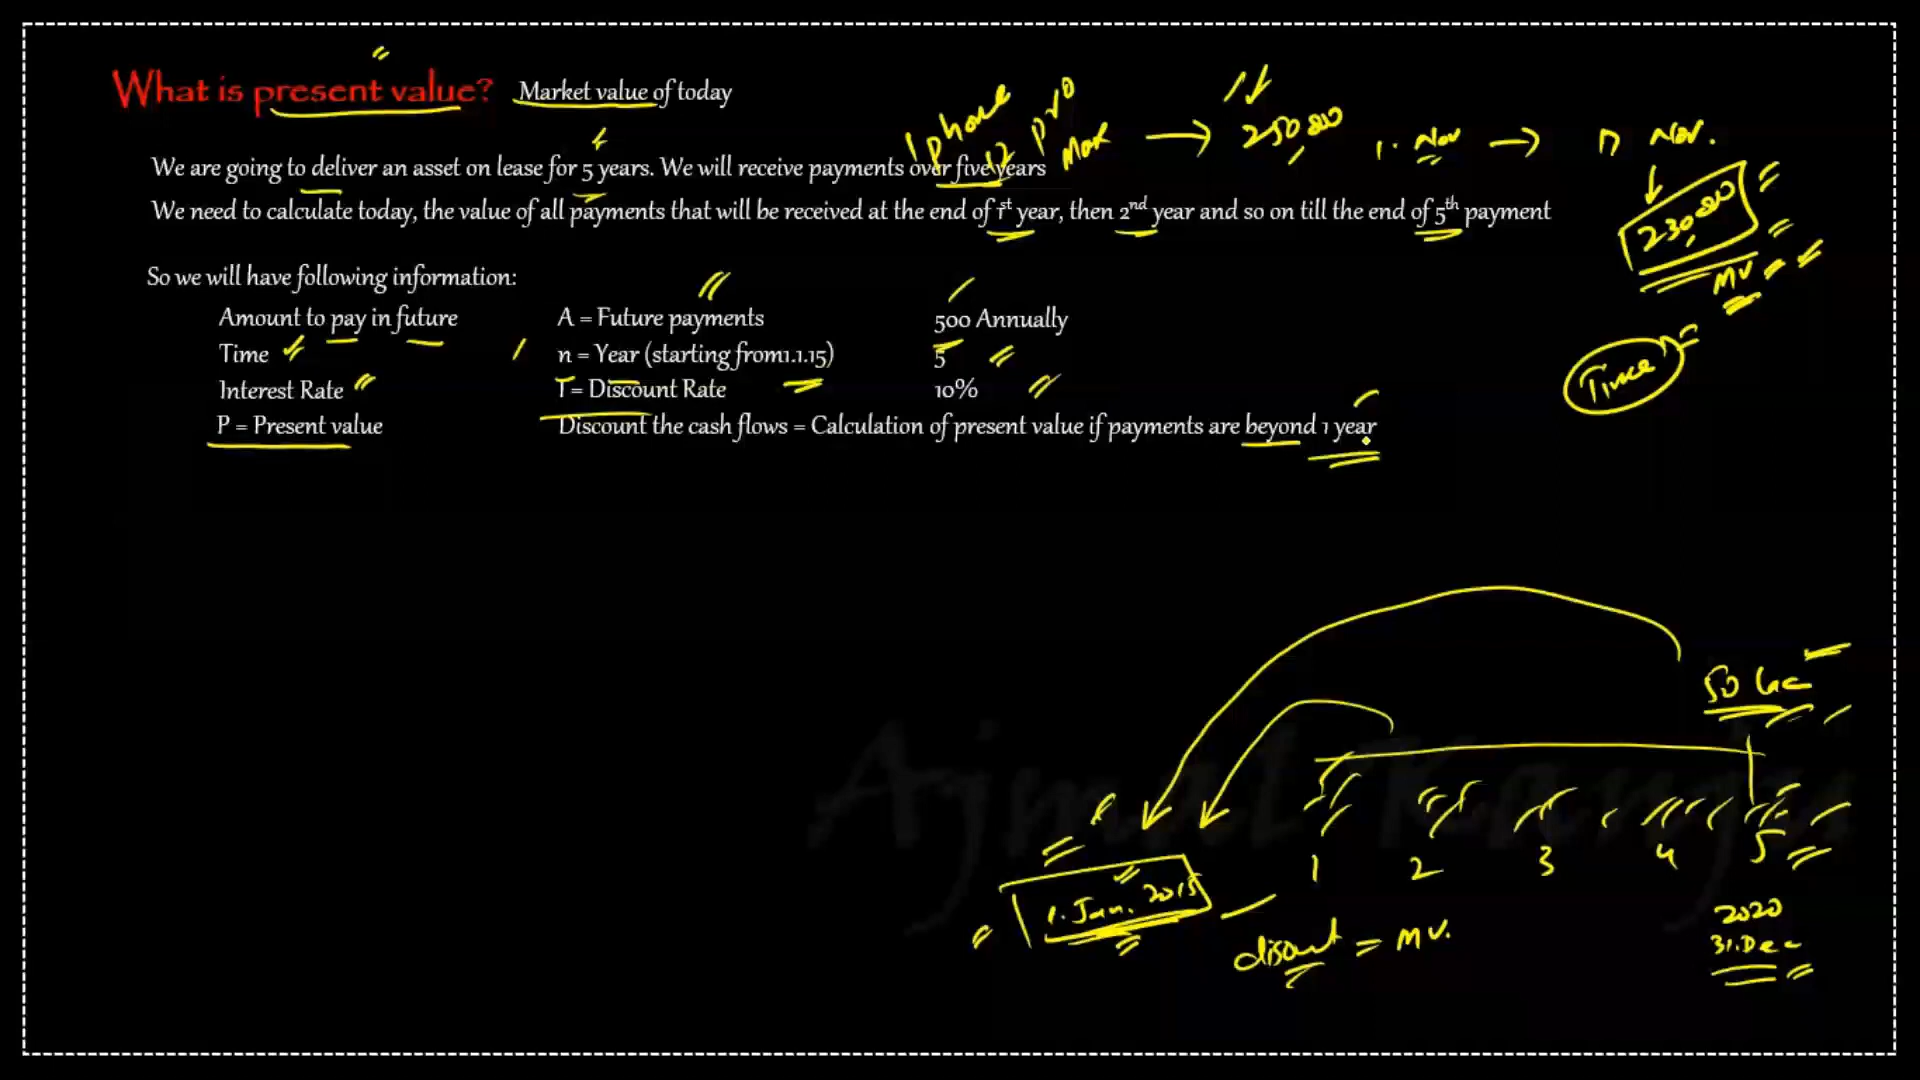 What is present value? Market value of today
Iphone 12 Pro Max → 250,000 1. Nov → 17 Nov.
We are going to deliver an asset on lease for 5 years. We will receive payments over five years
We need to calculate today, the value of all payments that will be received at the end of 1st year, then 2nd year and so on till the end of 5th payment
230,000
MV
So we will have following information:
Amount to pay in future A = Future payments 500 Annually
Time n = Year (starting from1.1.15) 5
Time
Interest Rate = Discount Rate 10%
P = Present value Discount the cash flows = Calculation of present value if payments are beyond 1 year
50 lac
1 2 3 4 5
1. Jan. 2015
2020
31.Dec
= MV.